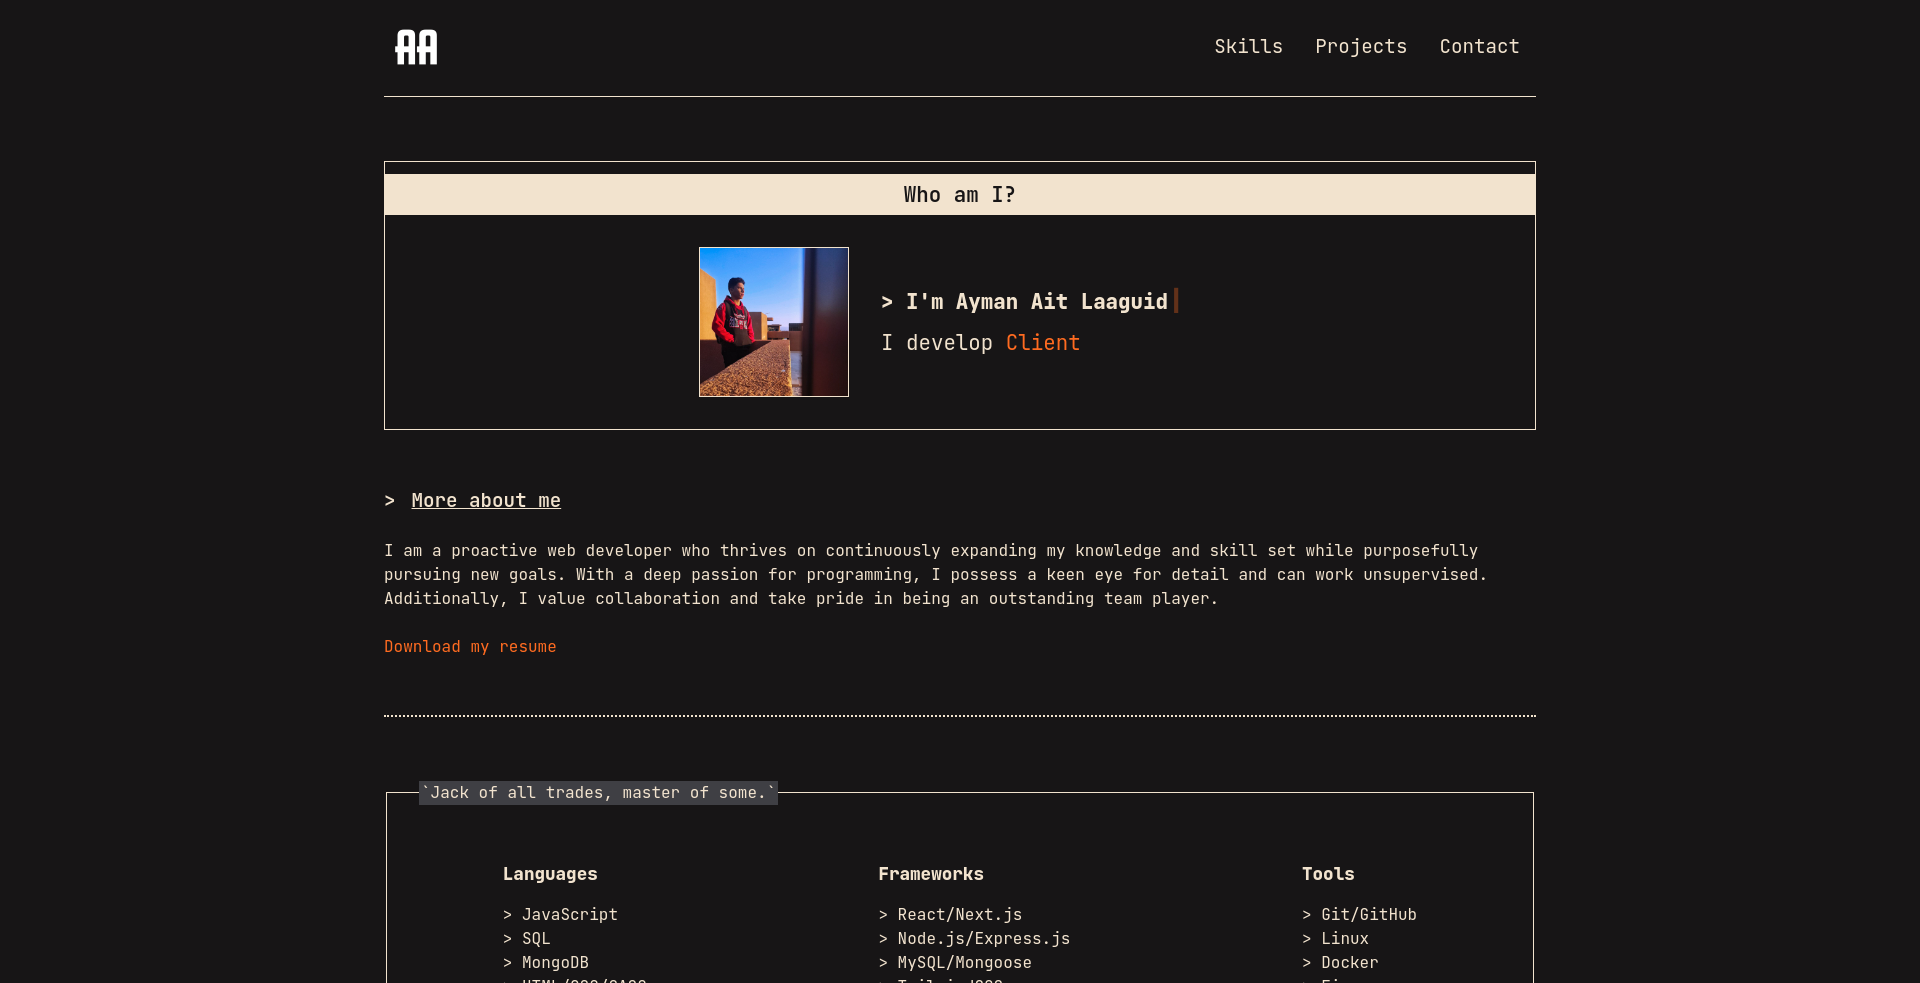 AA
Skills Projects Contact
Who am I?
> I'm Ayman Ait Laaguid
I develop Client
> More about me
I am a proactive web developer who thrives on continuously expanding my knowledge and skill set while purposefully
pursuing new goals. With a deep passion for programming, I possess a keen eye for detail and can work unsupervised.
Additionally, I value collaboration and take pride in being an outstanding team player.
Download my resume
`Jack of all trades, master of some.`
Languages Frameworks Tools
> JavaScript > React/Next.js > Git/GitHub
> SQL > Node.js/Express.js > Linux
> MongoDB > MySQL/Mongoose > Docker